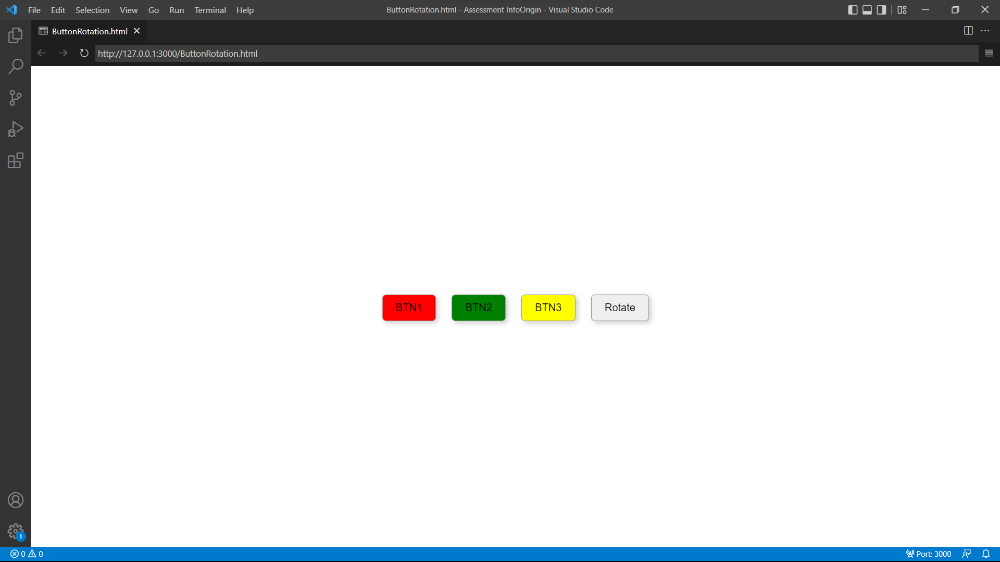 File Edit Selection View Go Run Terminal Help
ButtonRotation.html - Assessment InfoOrigin - Visual Studio Code
ButtonRotation.html
http://127.0.0.1:3000/ButtonRotation.html
BTN1 BTN2 BTN3 Rotate
1
0 0
Port: 3000